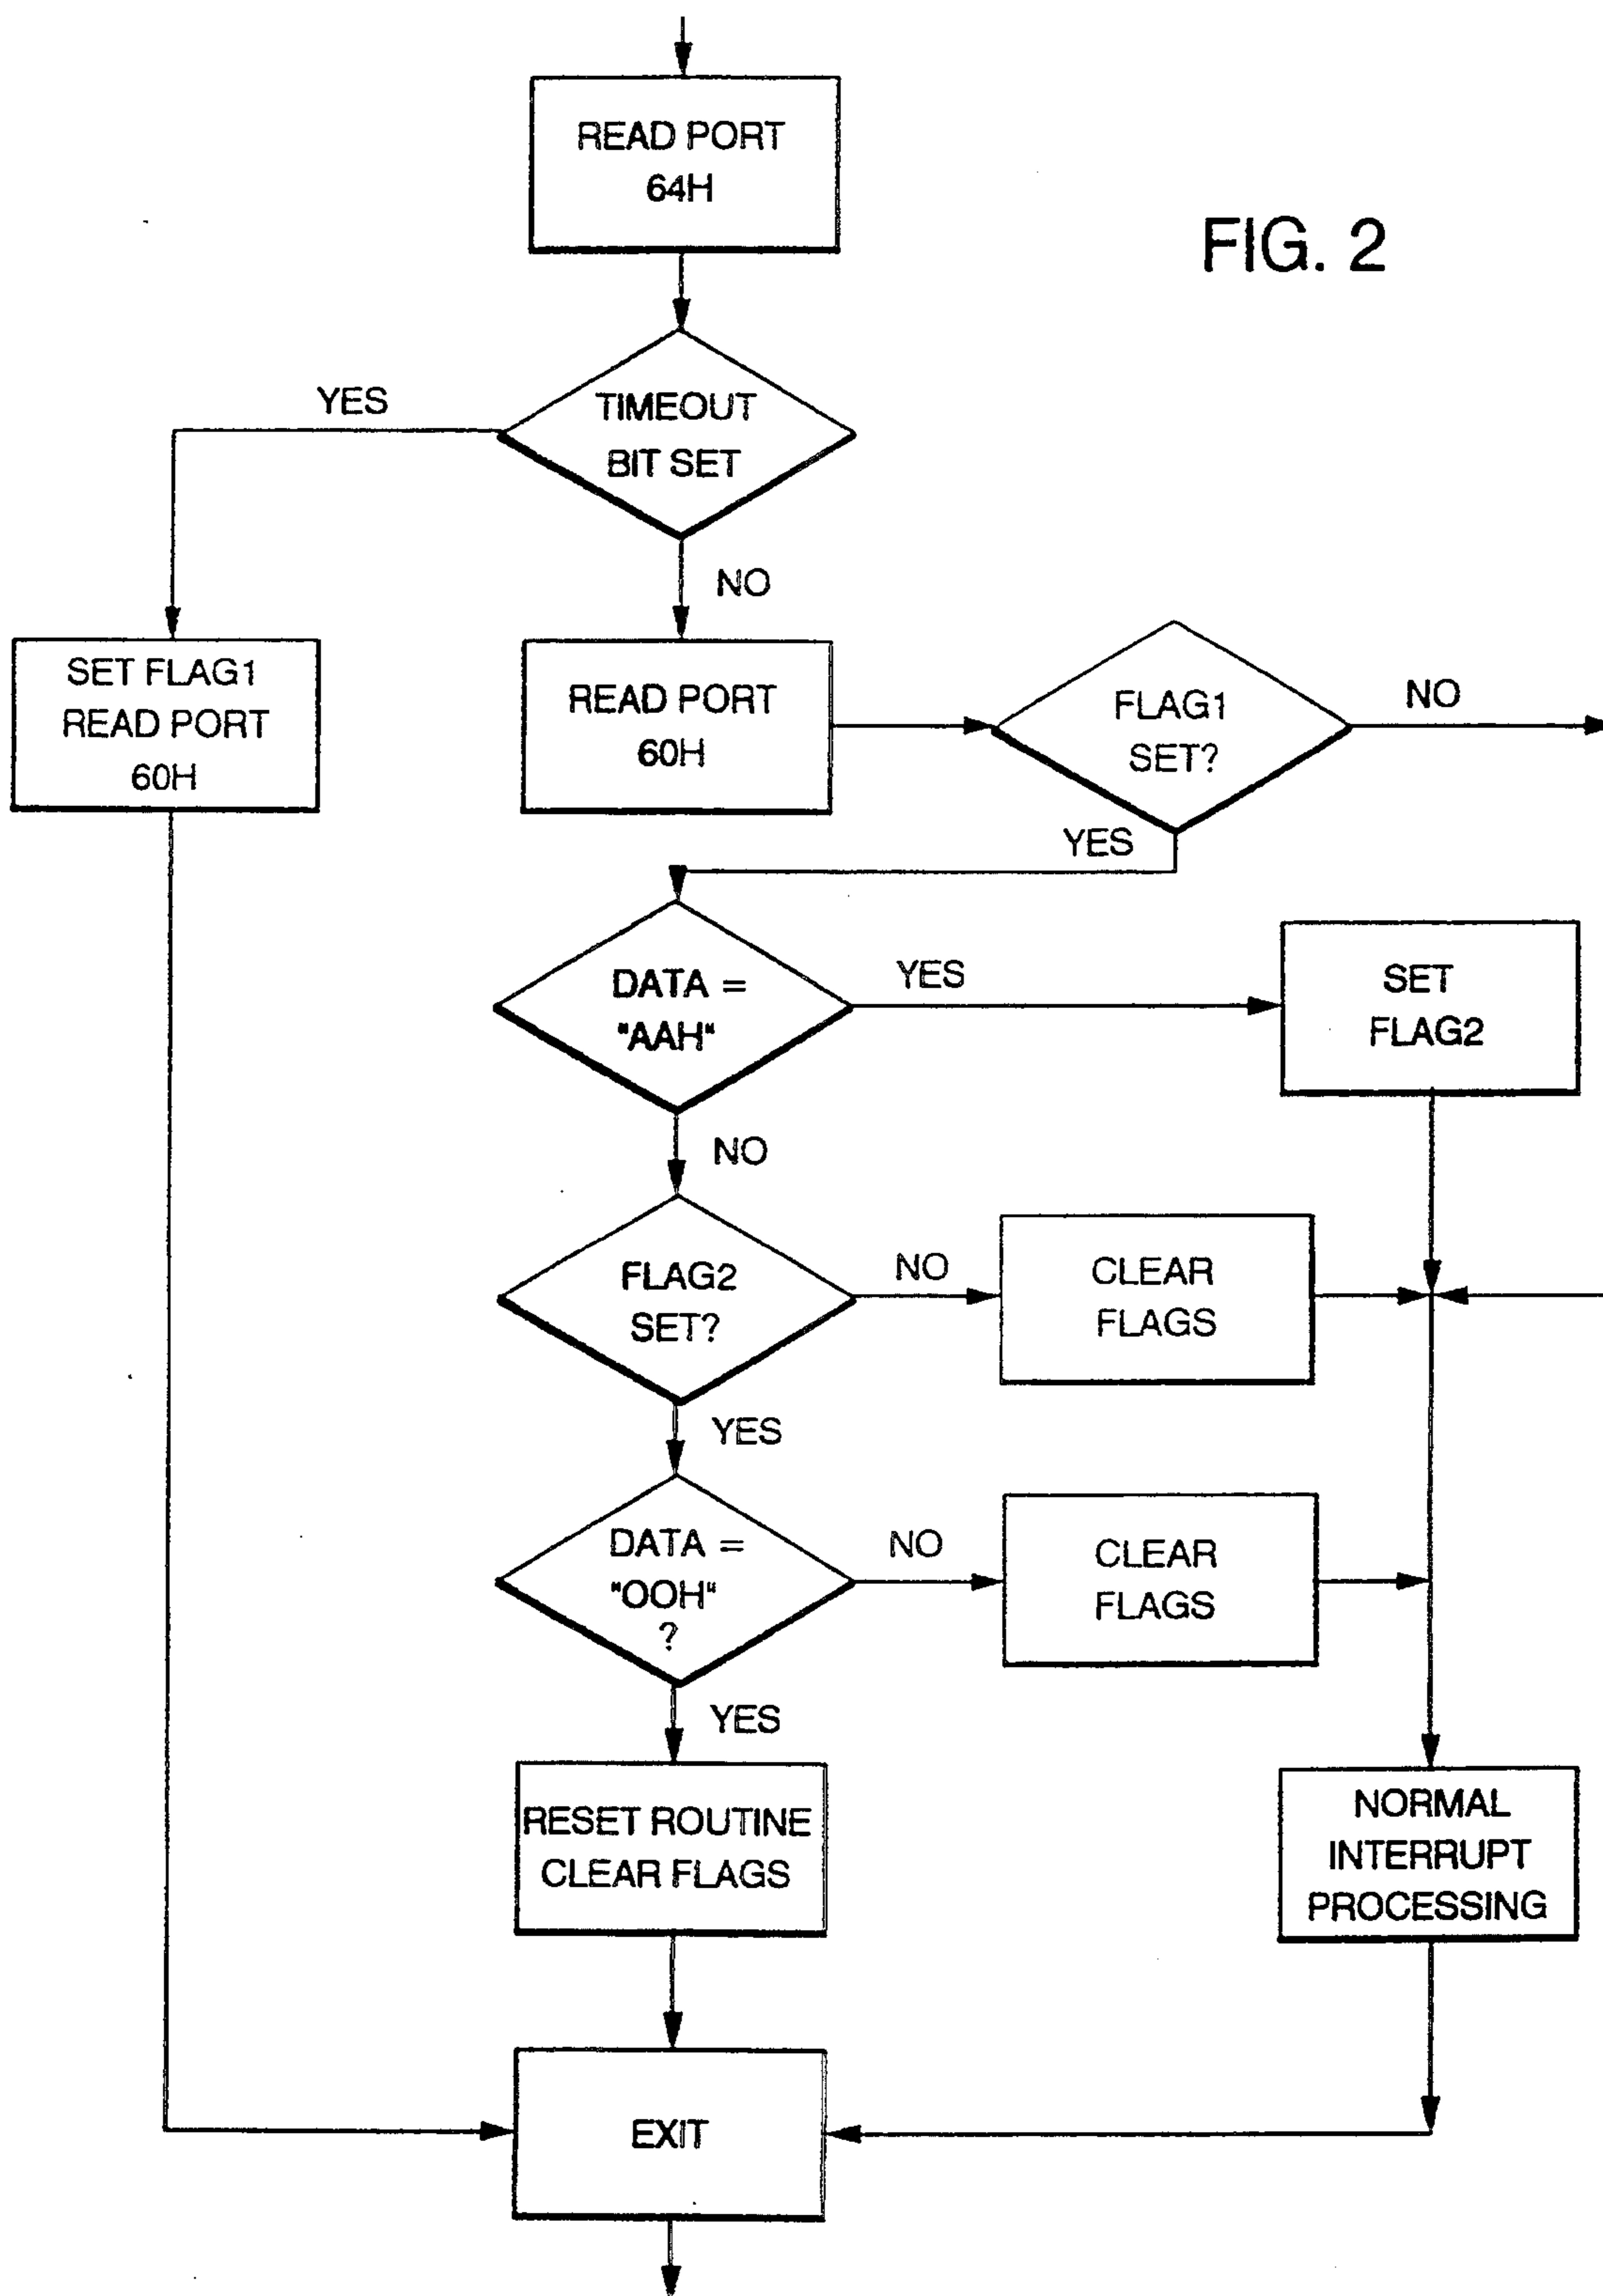 READ PORT
64H
FIG. 2
YES
TIMEOUT
BIT SET
NO
SET FLAG1
READ PORT
60H
READ PORT
60H
FLAG1
SET?
NO
YES
DATA =
"AAH"
YES
SET
FLAG2
NO
FLAG2
SET?
NO
CLEAR
FLAGS
YES
DATA =
"OOH"
?
NO
CLEAR
FLAGS
YES
RESET ROUTINE
CLEAR FLAGS
NORMAL
INTERRUPT
PROCESSING
EXIT